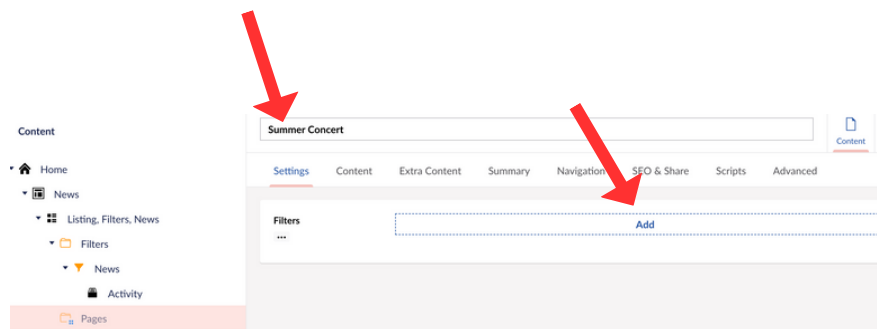 Content
Home
News
Listing, Filters, News
Filters
News
Activity
Pages
Summer Concert
Content
Settings Content Extra Content Summary Navigation SEO & Share Scripts Advanced
Filters
...
Add